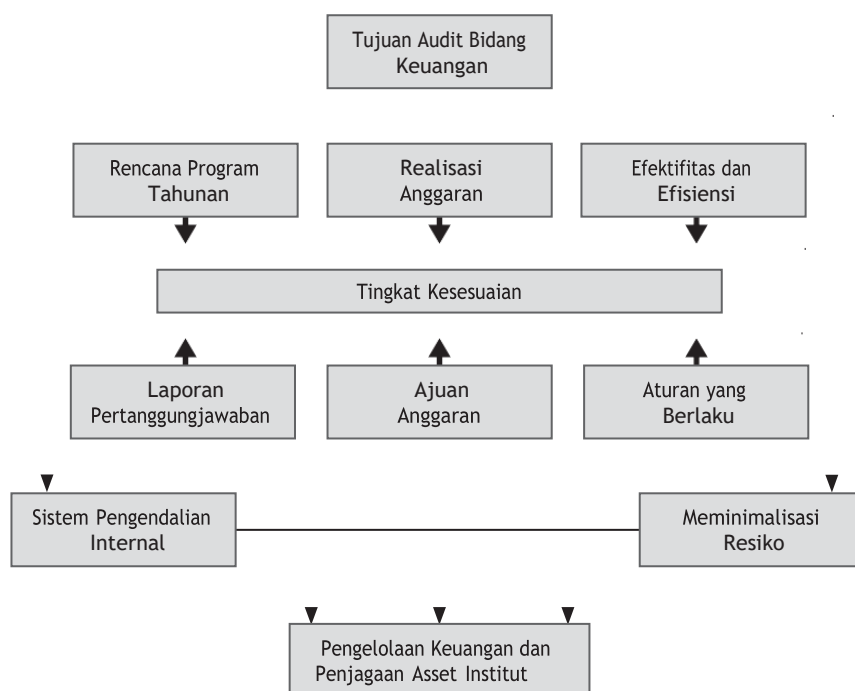 Tujuan Audit Bidang
Keuangan
Rencana Program
Tahunan
Realisasi
Anggaran
Efektifitas dan
Efisiensi
Tingkat Kesesuaian
Laporan
Pertanggungjawaban
Ajuan
Anggaran
Aturan yang
Berlaku
Sistem Pengendalian
Internal
Meminimalisasi
Resiko
Pengelolaan Keuangan dan
Penjagaan Asset Institut